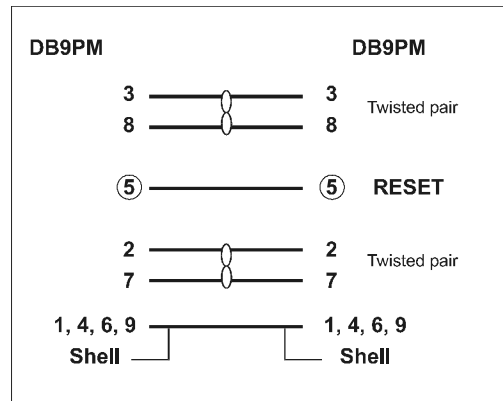 DB9PM DB9PM
3 3 Twisted pair
8 8
5 5 RESET
2 2 Twisted pair
7 7
1, 4, 6, 9 1, 4, 6, 9
Shell Shell